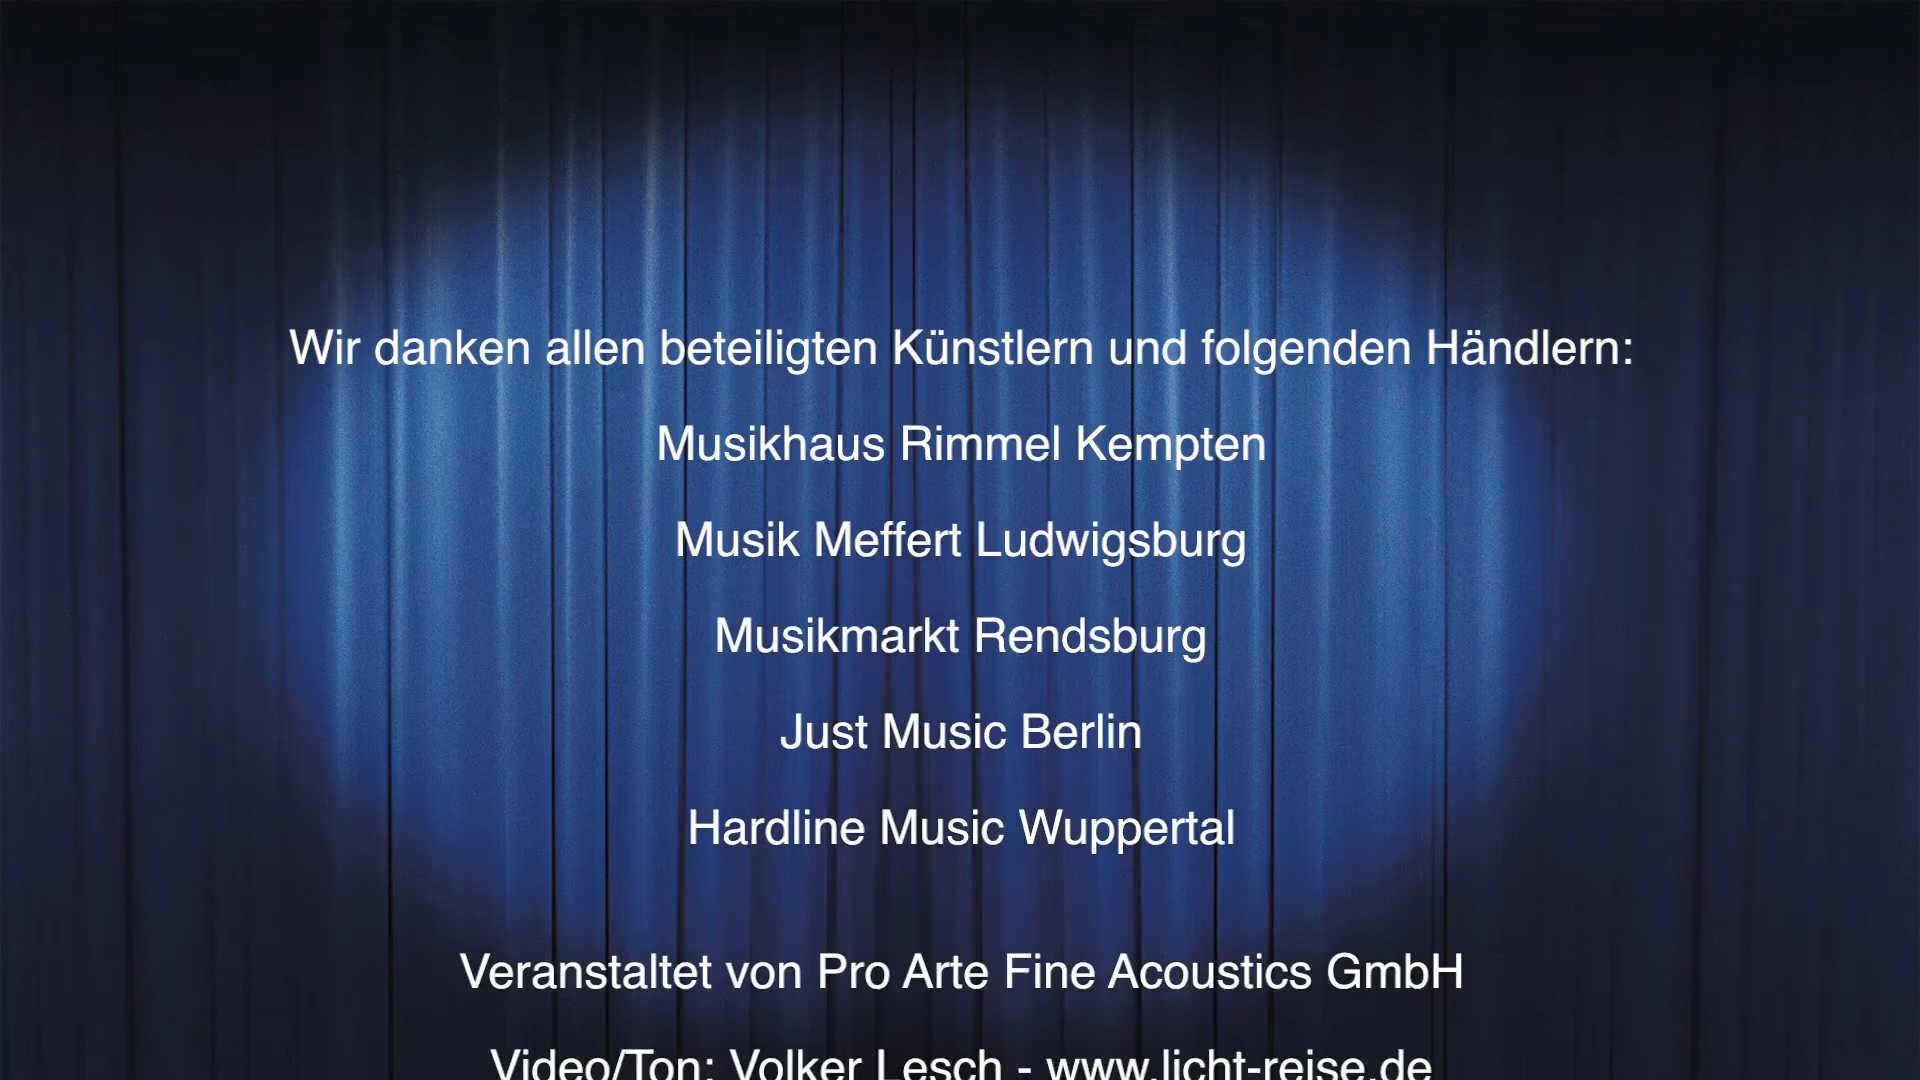 Wir danken allen beteiligten Künstlern und folgenden Händlern:
Musikhaus Rimmel Kempten
Musik Meffert Ludwigsburg
Musikmarkt Rendsburg
Just Music Berlin
Hardline Music Wuppertal
Veranstaltet von Pro Arte Fine Acoustics GmbH
Video/Ton: Volker Lesch - www.licht-reise.de